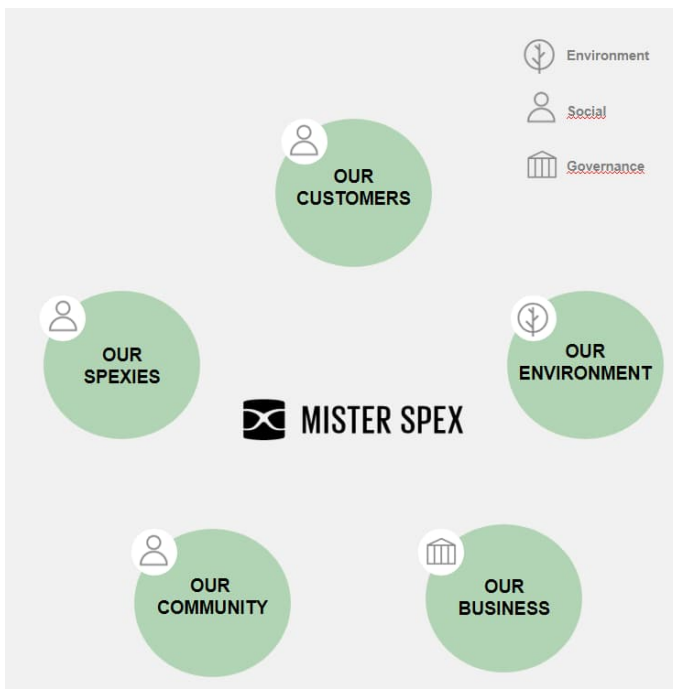 Environment
Social
Governance
OUR
CUSTOMERS
OUR
SPEXIES
OUR
ENVIRONMENT
MISTER SPEX
OUR
COMMUNITY
OUR
BUSINESS